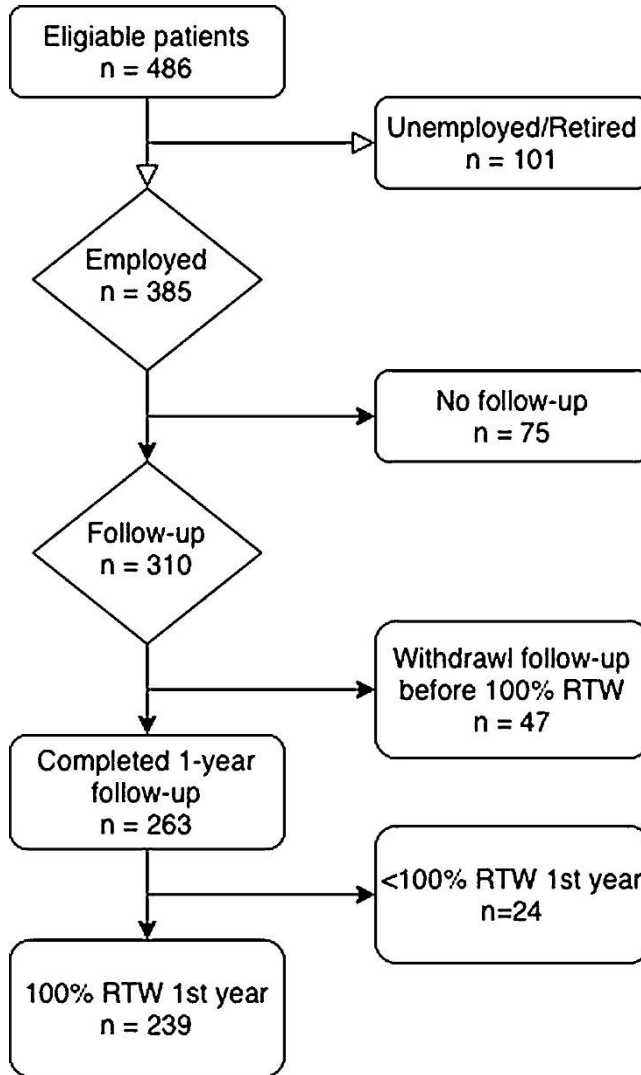 Eligiable patients
n = 486
Unemployed/Retired
n = 101
Employed
n = 385
No follow-up
n = 75
Follow-up
n = 310
Withdrawl follow-up
before 100% RTW
n = 47
Completed 1-year
follow-up
n = 263
<100% RTW 1st year
n=24
100% RTW 1st year
n = 239